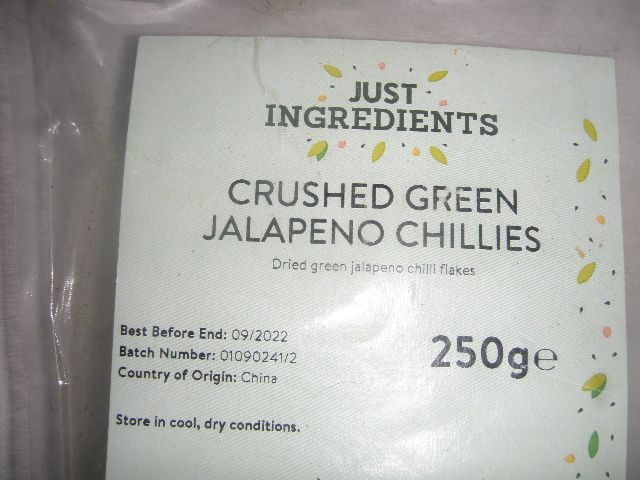 JUST
INGREDIENTS
CRUSHED GREEN
JALAPENO CHILLIES
Dried green jalapeno chilli flakes
Best Before End: 09/2022
Batch Number: 01090241/2
Country of Origin: China
250g℮
Store in cool, dry conditions.